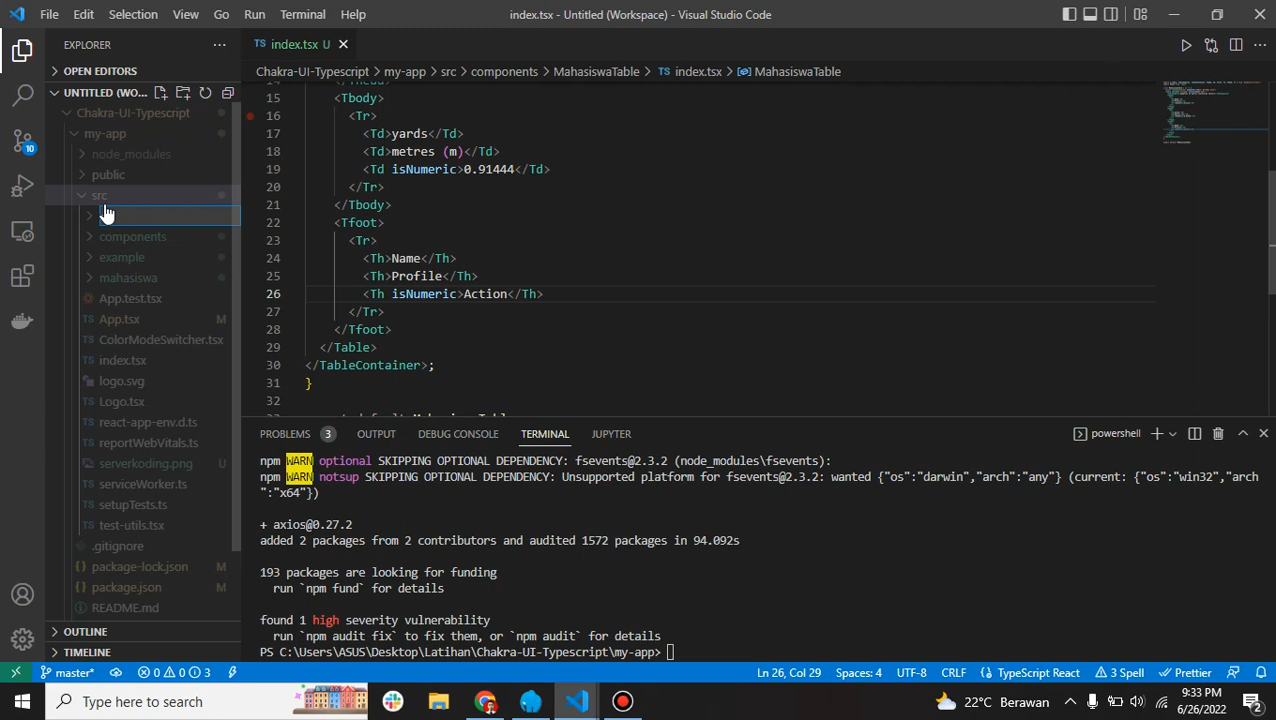 File Edit Selection View Go Run Terminal Help index.tsx - Untitled (Workspace) - Visual Studio Code
EXPLORER
TS index.tsx U
OPEN EDITORS
Chakra-UI-Typescript > my-app > src > components > MahasiswaTable > TS index.tsx > MahasiswaTable
UNTITLED (WO...
Chakra-UI-Typescript
my-app
node_modules
public
src
components
example
mahasiswa
App.test.tsx
TS App.tsx M
TS ColorModeSwitcher.tsx
TS index.tsx
logo.svg
TS Logo.tsx
TS react-app-env.d.ts
TS reportWebVitals.ts
serverkoding.png U
TS serviceWorker.ts
TS setupTests.ts
TS test-utils.tsx
.gitignore
package-lock.json M
package.json M
README.md
OUTLINE
TIMELINE
15 <Tbody>
16 <Tr>
17 <Td>yards</Td>
18 <Td>metres (m)</Td>
19 <Td isNumeric>0.91444</Td>
20 </Tr>
21 </Tbody>
22 <Tfoot>
23 <Tr>
24 <Th>Name</Th>
25 <Th>Profile</Th>
26 <Th isNumeric>Action</Th>
27 </Tr>
28 </Tfoot>
29 </Table>
30 </TableContainer>;
31 }
32
PROBLEMS 3 OUTPUT DEBUG CONSOLE TERMINAL JUPYTER powershell
npm WARN optional SKIPPING OPTIONAL DEPENDENCY: fsevents@2.3.2 (node_modules\fsevents):
npm WARN notsup SKIPPING OPTIONAL DEPENDENCY: Unsupported platform for fsevents@2.3.2: wanted {"os":"darwin","arch":"any"} (current: {"os":"win32","arch
":"x64"})
+ axios@0.27.2
added 2 packages from 2 contributors and audited 1572 packages in 94.092s
193 packages are looking for funding
run `npm fund` for details
found 1 high severity vulnerability
run `npm audit fix` to fix them, or `npm audit` for details
PS C:\Users\ASUS\Desktop\Latihan\Chakra-UI-Typescript\my-app>
10
master* 0 0 3 Ln 26, Col 29 Spaces: 4 UTF-8 CRLF {} TypeScript React 3 Spell Prettier
Type here to search
22°C Berawan
9:33 PM
6/26/2022
2